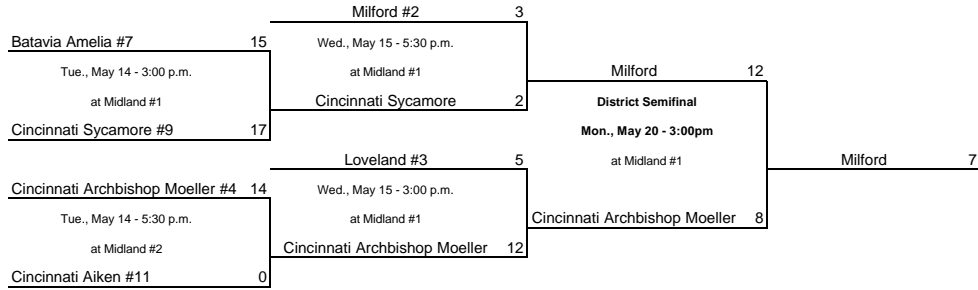 Milford #2 3
Batavia Amelia #7 15
Wed., May 15 - 5:30 p.m.
Tue., May 14 - 3:00 p.m.
at Midland #1
Milford 12
at Midland #1
Cincinnati Sycamore 2
District Semifinal
Cincinnati Sycamore #9 17
Mon., May 20 - 3:00pm
Loveland #3 5
at Midland #1
Milford 7
Cincinnati Archbishop Moeller #4 14
Wed., May 15 - 3:00 p.m.
Tue., May 14 - 5:30 p.m.
at Midland #1
Cincinnati Archbishop Moeller 8
at Midland #2
Cincinnati Archbishop Moeller 12
Cincinnati Aiken #11 0